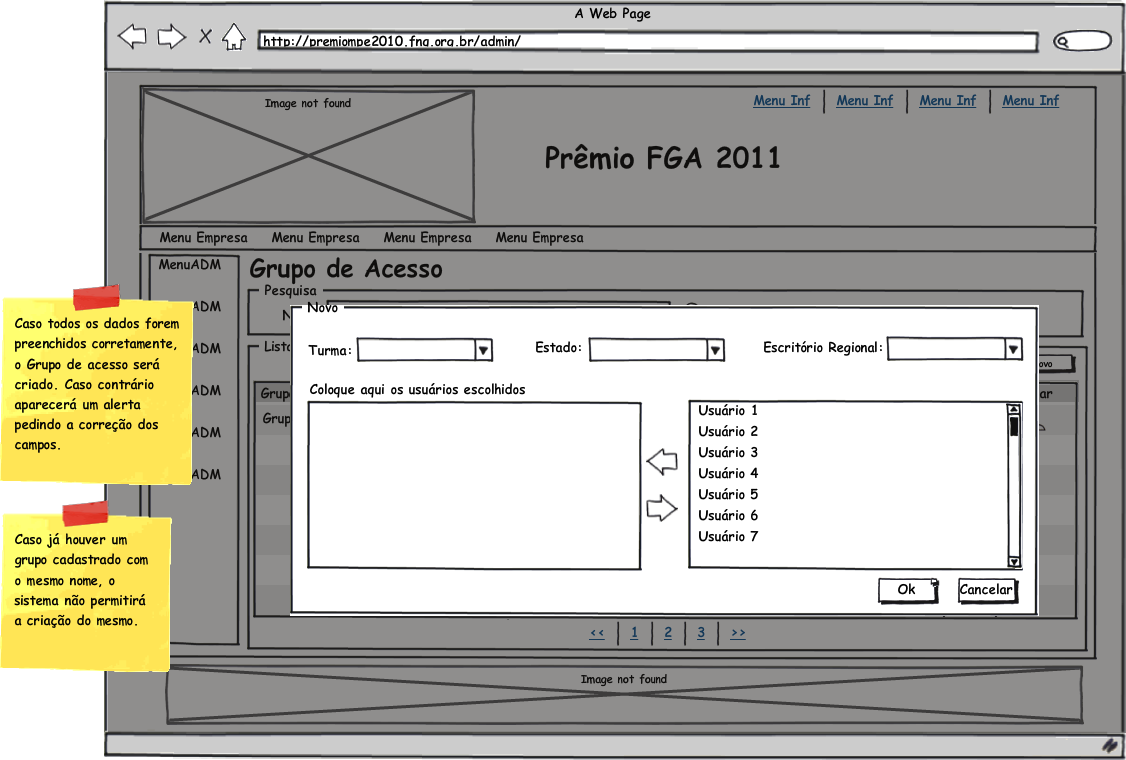 A Web Page
http://premiompe2010.fnq.org.br/admin/
Image not found
Menu Inf
Menu Inf
Menu Inf
Menu Inf
Prêmio FGA 2011
Menu Empresa
Menu Empresa
Menu Empresa
Menu Empresa
MenuADM
ADM
ADM
ADM
ADM
ADM
Grupo de Acesso
Pesquisa
Caso todos os dados forem
preenchidos corretamente,
o Grupo de acesso será
criado. Caso contrário
aparecerá um alerta
pedindo a correção dos
campos.
Caso já houver um
grupo cadastrado com
o mesmo nome, o
sistema não permitirá
a criação do mesmo.
N
Lista
ovo
Grup
ar
Grup
Novo
Turma:
Estado:
Escritório Regional:
Coloque aqui os usuários escolhidos
Usuário 1
Usuário 2
Usuário 3
Usuário 4
Usuário 5
Usuário 6
Usuário 7
Ok
Cancelar
<< 1 2 3 >>
Image not found